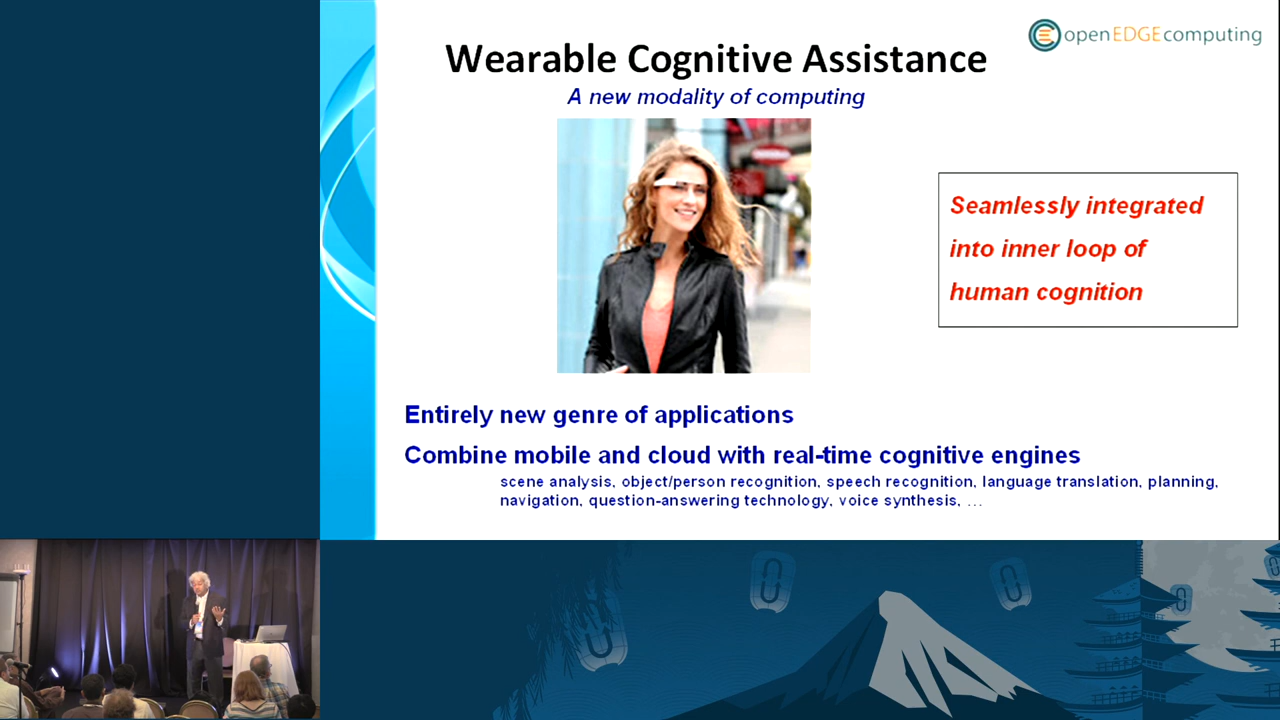 Wearable Cognitive Assistance
openEDGEcomputing
A new modality of computing
Seamlessly integrated
into inner loop of
human cognition
Entirely new genre of applications
Combine mobile and cloud with real-time cognitive engines
scene analysis, object/person recognition, speech recognition, language translation, planning,
navigation, question-answering technology, voice synthesis, …